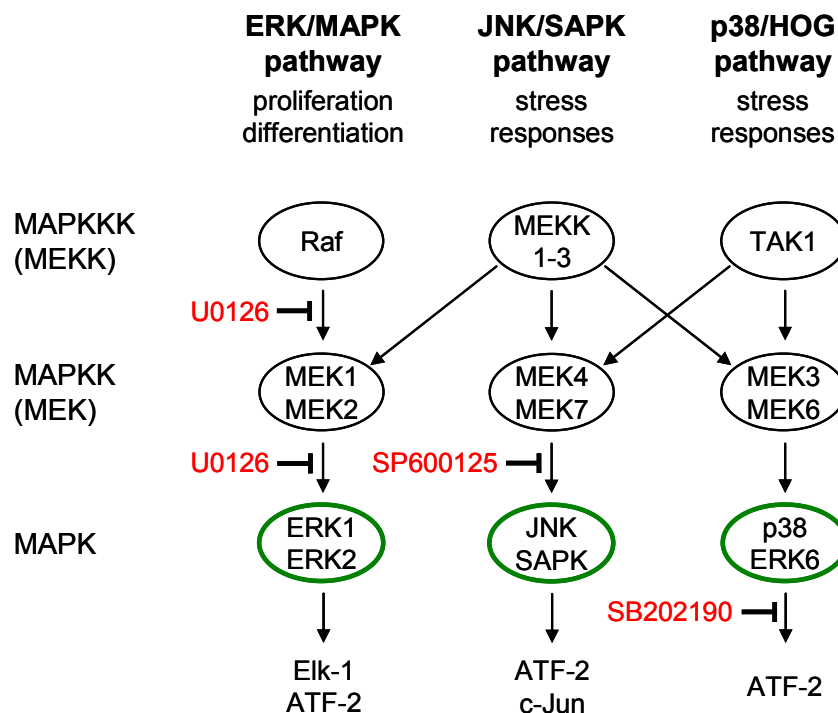 ERK/MAPK
pathway
proliferation
differentiation
JNK/SAPK
pathway
stress
responses
p38/HOG
pathway
stress
responses
MAPKKK
(MEKK)
Raf
MEKK
1-3
TAK1
U0126
MAPKK
(MEK)
MEK1
MEK2
MEK4
MEK7
MEK3
MEK6
U0126
SP600125
MAPK
ERK1
ERK2
JNK
SAPK
p38
ERK6
SB202190
Elk-1
ATF-2
ATF-2
c-Jun
ATF-2